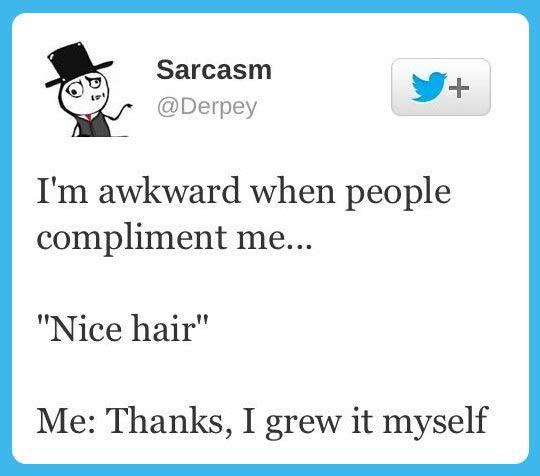 Sarcasm
@Derpey
I'm awkward when people
compliment me...
"Nice hair"
Me: Thanks, I grew it myself